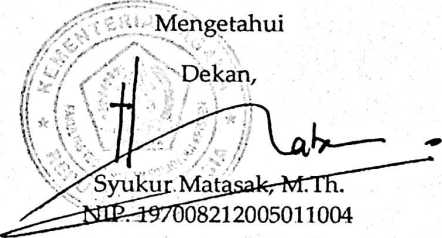 Mengetahui
Dekan,
Syukur Matasak, M.Th.
NIP. 197008212005011004